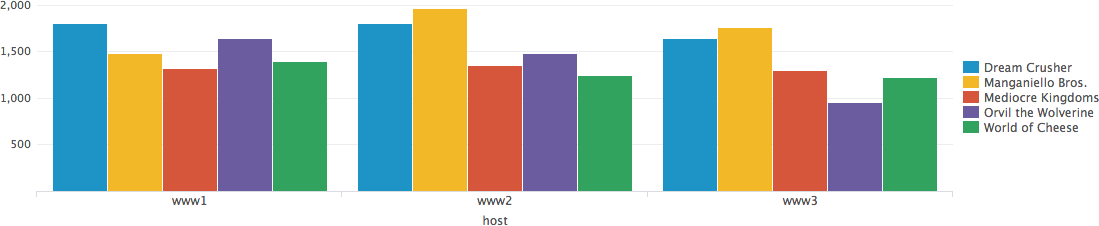 2,000
1,500
1,000
500
www1
www2
www3
host
Dream Crusher
Manganiello Bros.
Mediocre Kingdoms
Orvil the Wolverine
World of Cheese